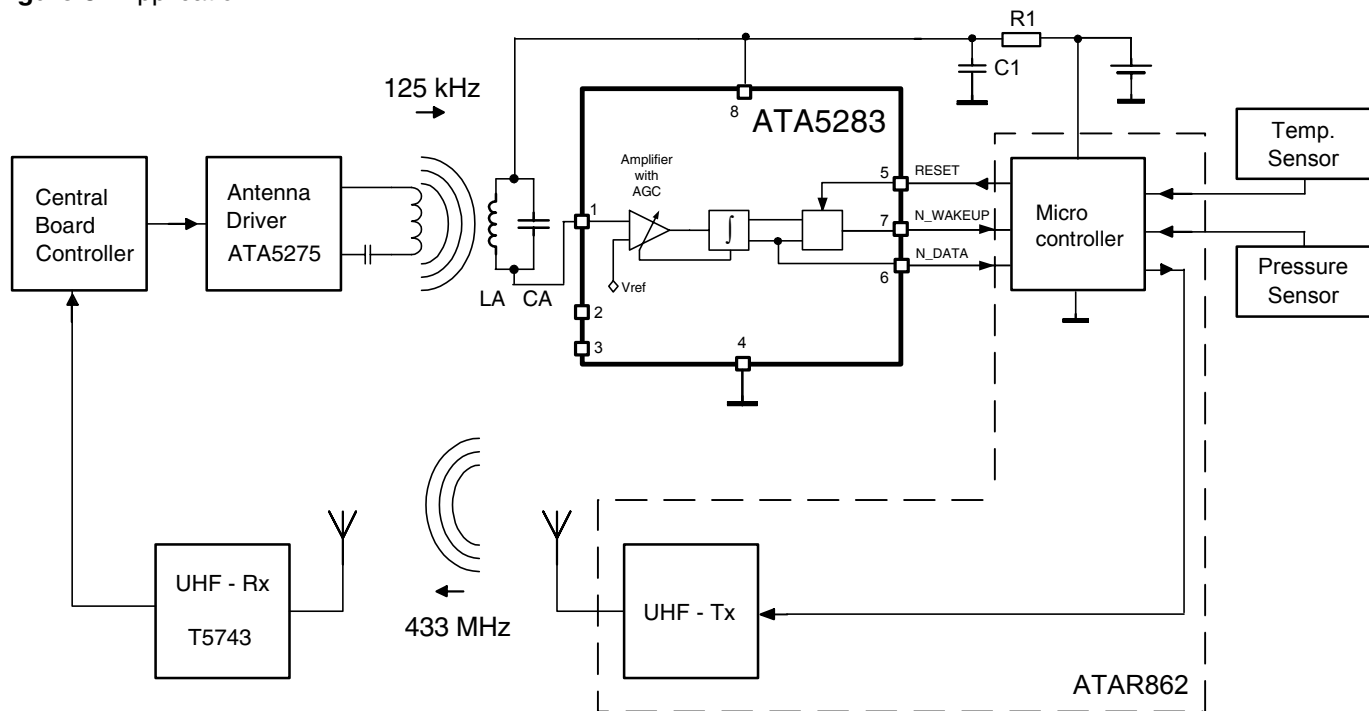 R1
C1
125 kHz
8
ATA5283
Temp.
Sensor
Amplifier
with
AGC
5
RESET
Central
Board
Controller
Antenna
Driver
ATA5275
1
∫
7
N_WAKEUP
Micro
controller
N_DATA
6
Pressure
Sensor
Vref
LA
CA
2
3
4
UHF - Rx
T5743
433 MHz
UHF - Tx
ATAR862